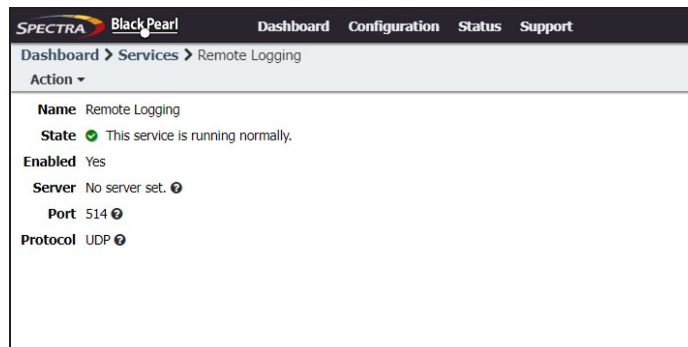 SPECTRA BlackPearl Dashboard Configuration Status Support
Dashboard > Services > Remote Logging
Action
Name Remote Logging
State This service is running normally.
Enabled Yes
Server No server set. ?
Port 514 ?
Protocol UDP ?